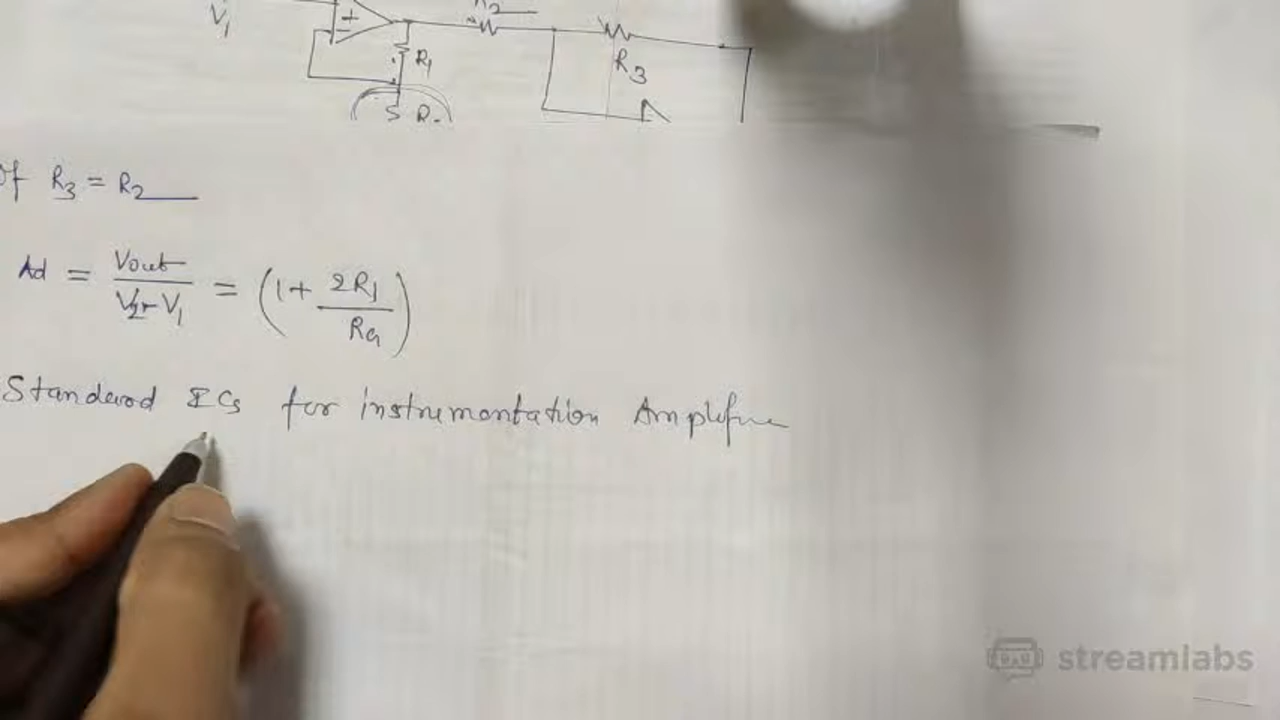 V1
R2
R1
R3
If R3 = R2
Ad = Vout / V2 - V1 = (1 + 2R1 / RG)
Standard ICs for instrumentation Amplifier
streamlabs